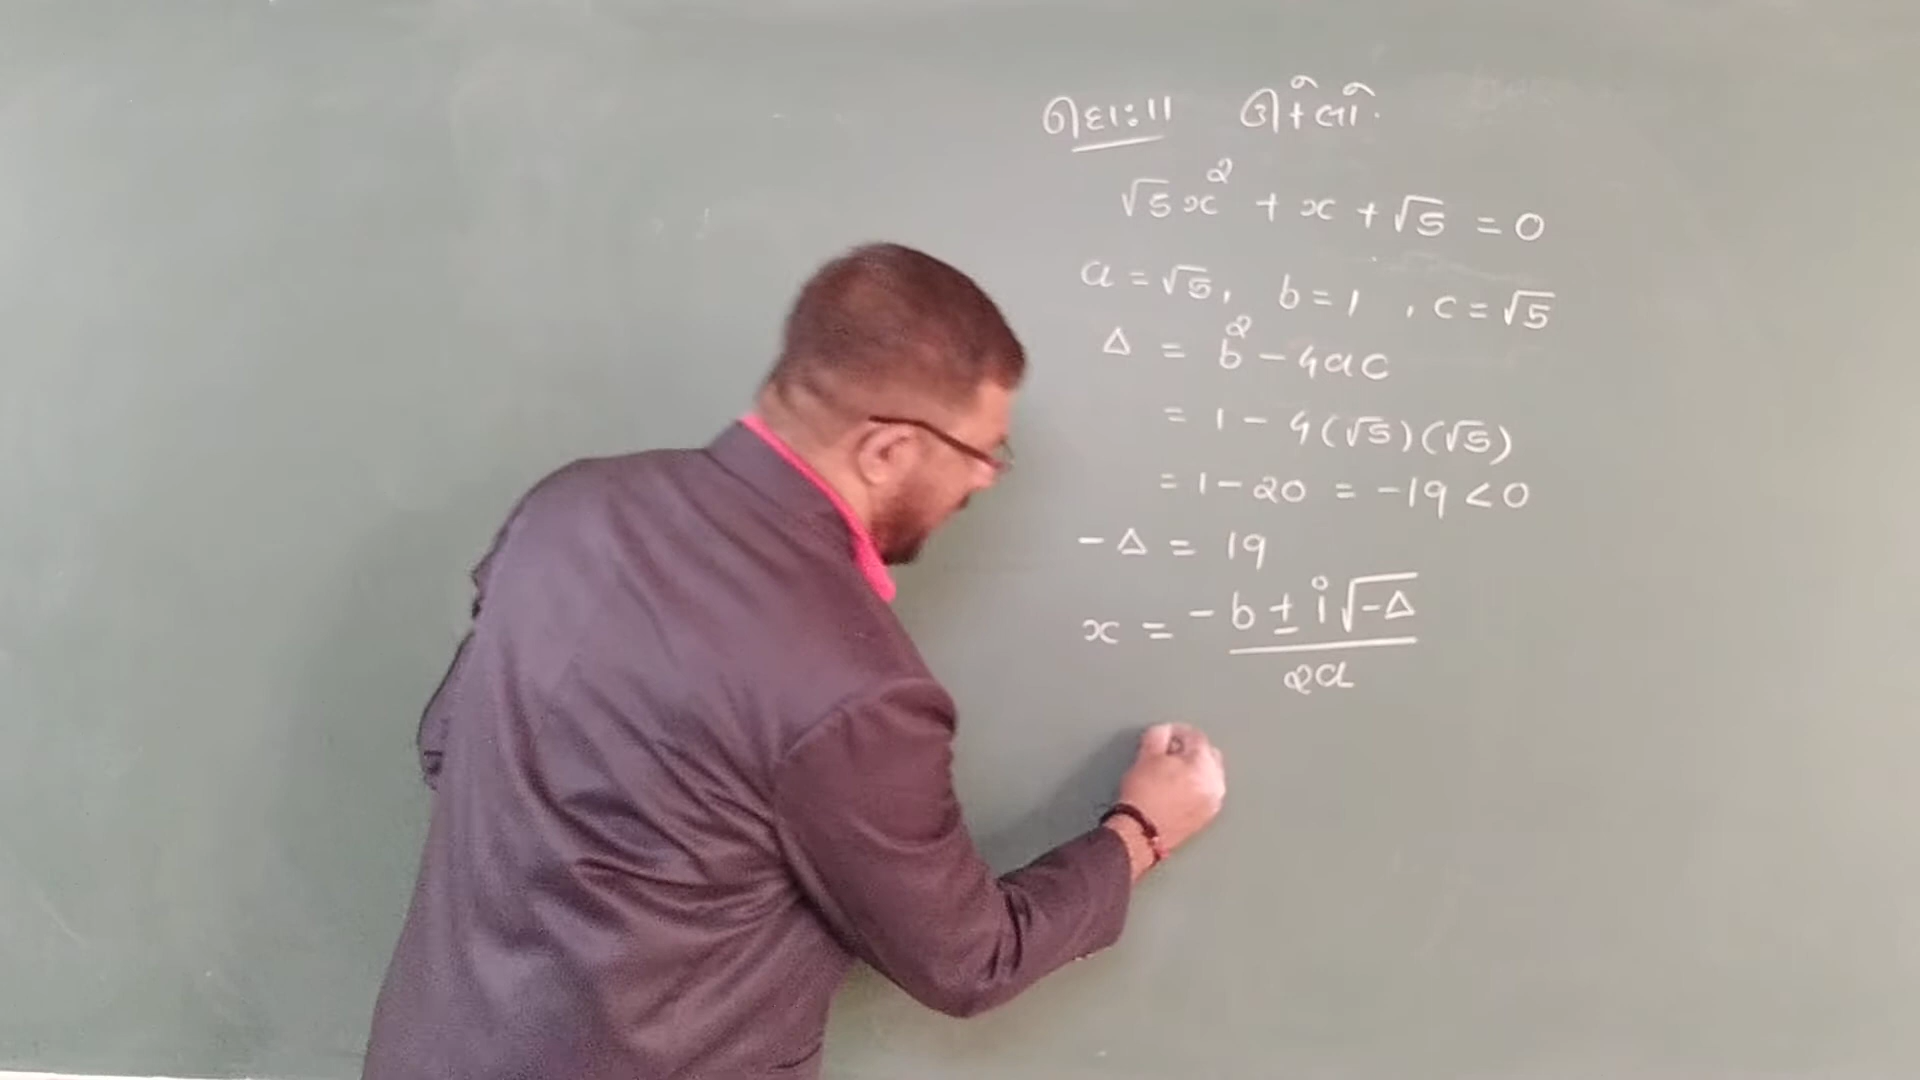 ઉદા:11 ઉકેલો.
√5x² + x + √5 = 0
a = √5, b = 1, c = √5
Δ = b² - 4ac
= 1 - 4(√5)(√5)
= 1 - 20 = -19 < 0
-Δ = 19
x = (-b ± i√-Δ)/2a